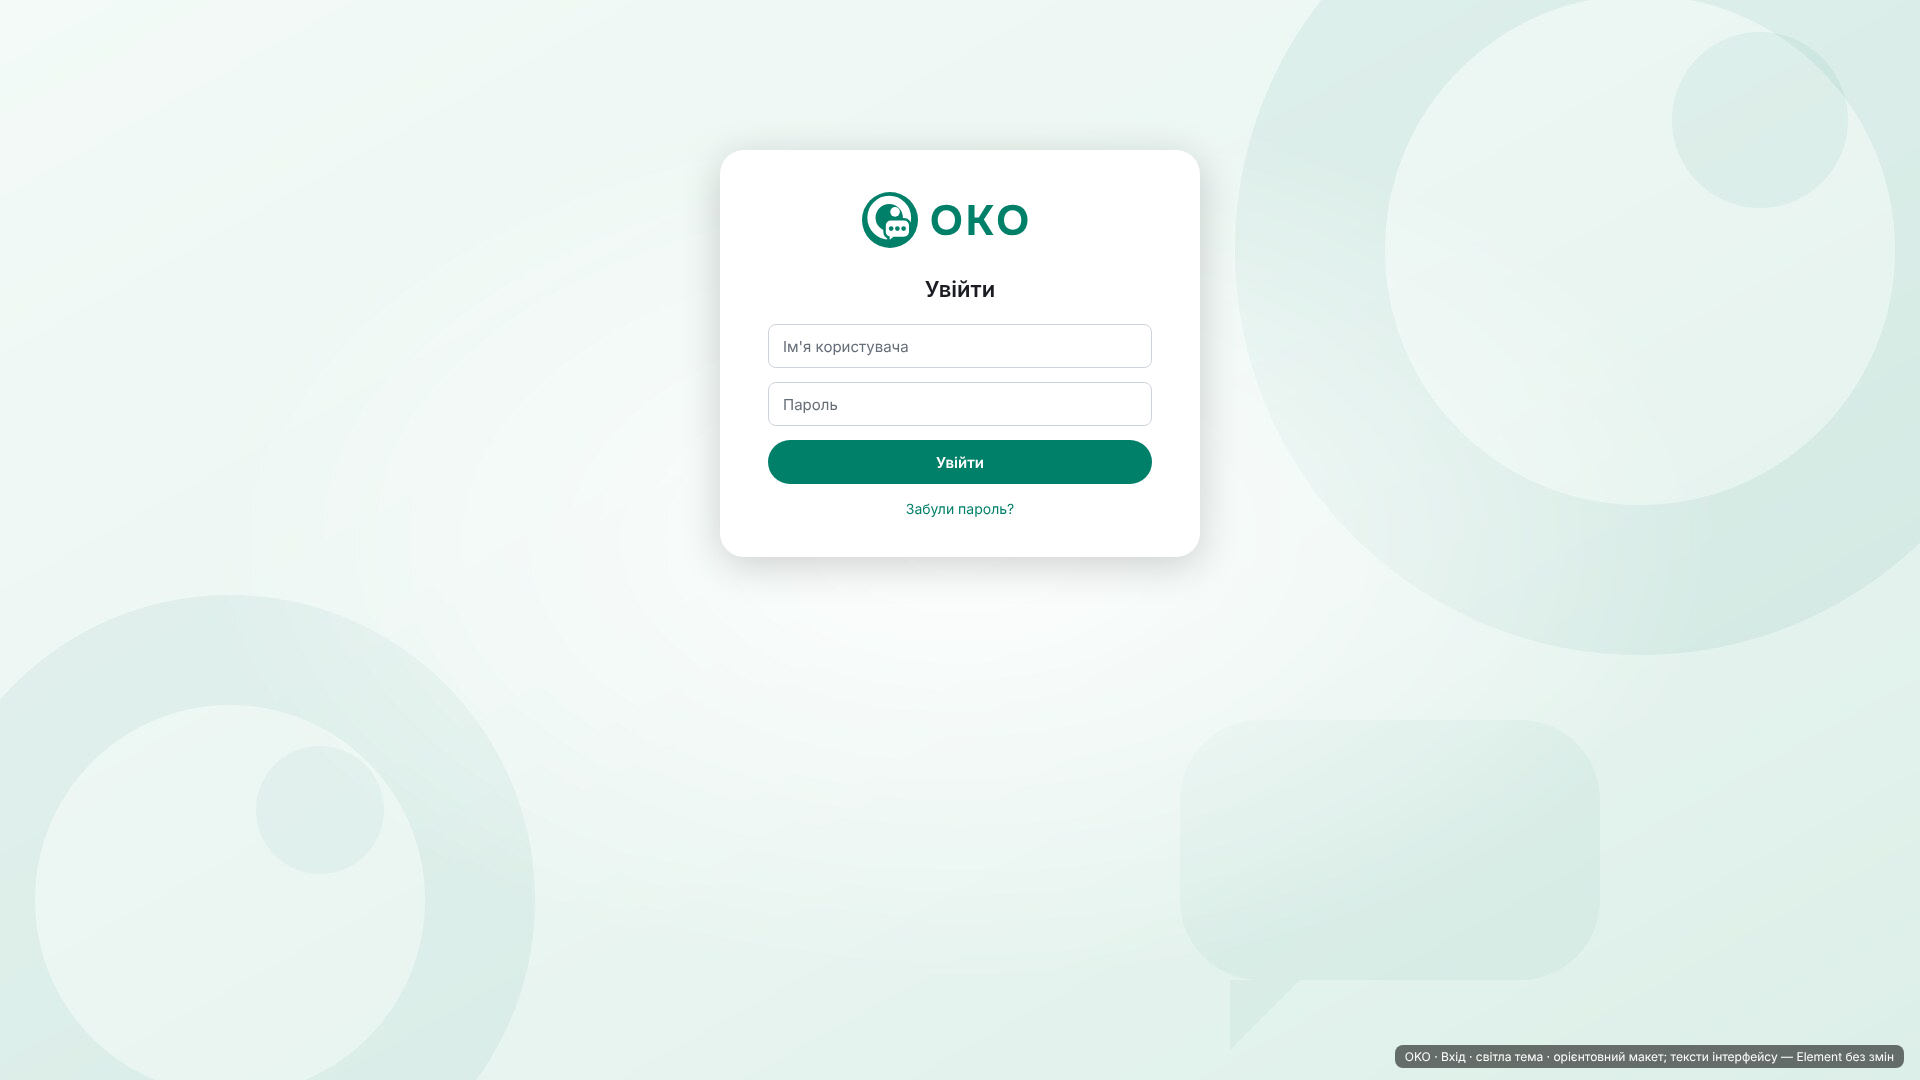 ОКО
Увійти
Ім'я користувача
Пароль
Увійти
Забули пароль?
ОКО · Вхід · світла тема · орієнтовний макет; тексти інтерфейсу — Element без змін